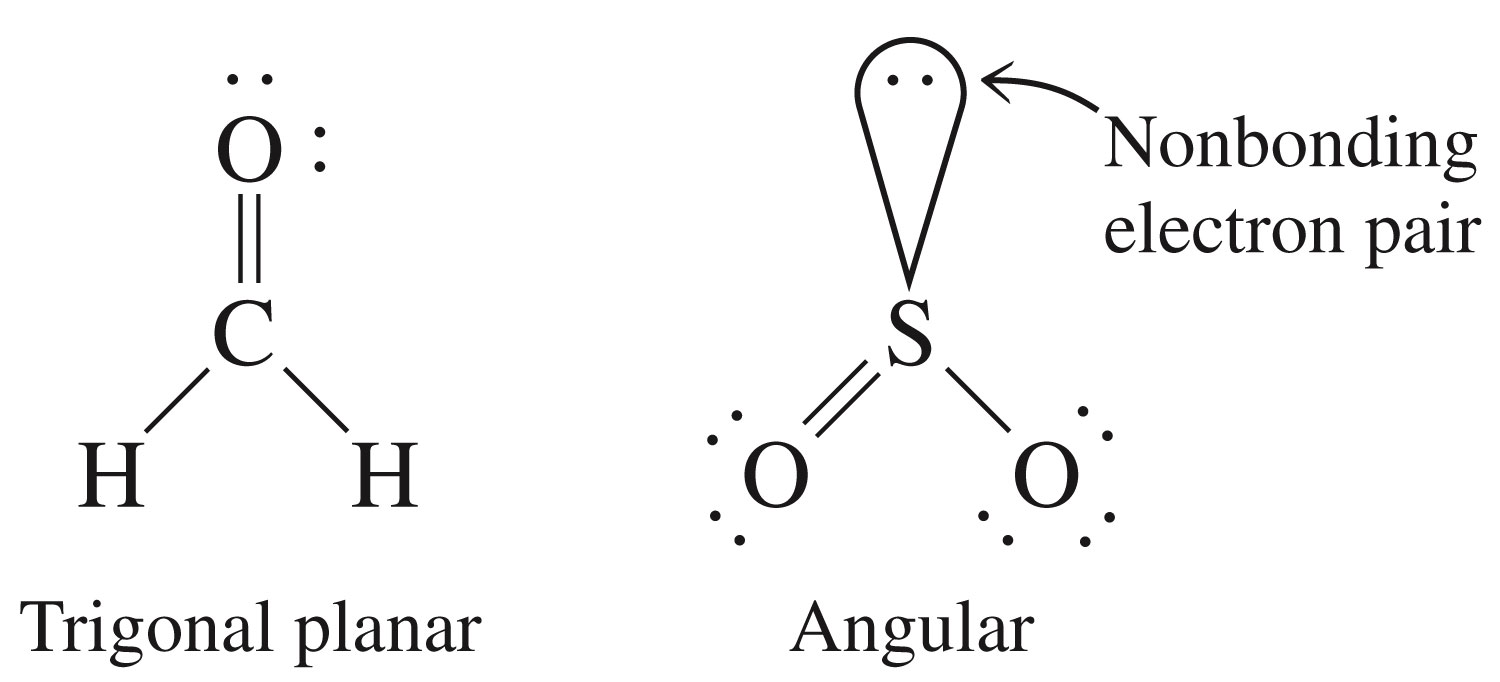 O
C
H H
Trigonal planar
Nonbonding
electron pair
S
O O
Angular